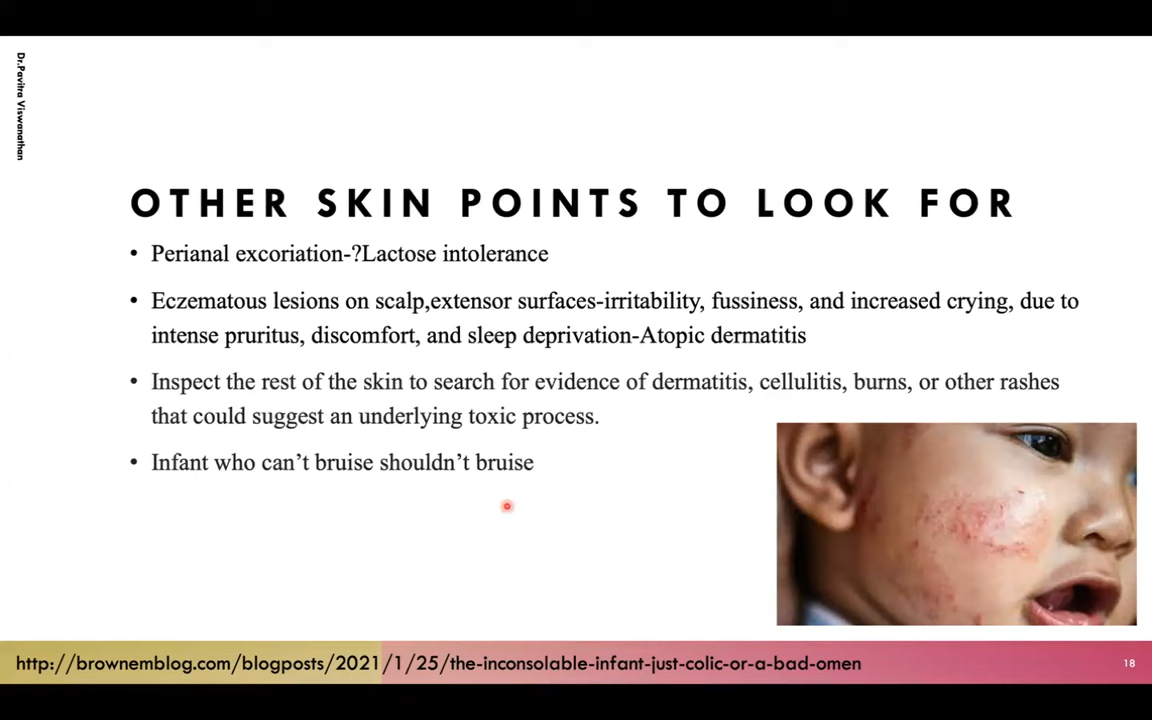 Dr.Pavitra Viswanathan
OTHER SKIN POINTS TO LOOK FOR
• Perianal excoriation-?Lactose intolerance
• Eczematous lesions on scalp,extensor surfaces-irritability, fussiness, and increased crying, due to
intense pruritus, discomfort, and sleep deprivation-Atopic dermatitis
• Inspect the rest of the skin to search for evidence of dermatitis, cellulitis, burns, or other rashes
that could suggest an underlying toxic process.
• Infant who can’t bruise shouldn’t bruise
http://brownemblog.com/blogposts/2021/1/25/the-inconsolable-infant-just-colic-or-a-bad-omen
18